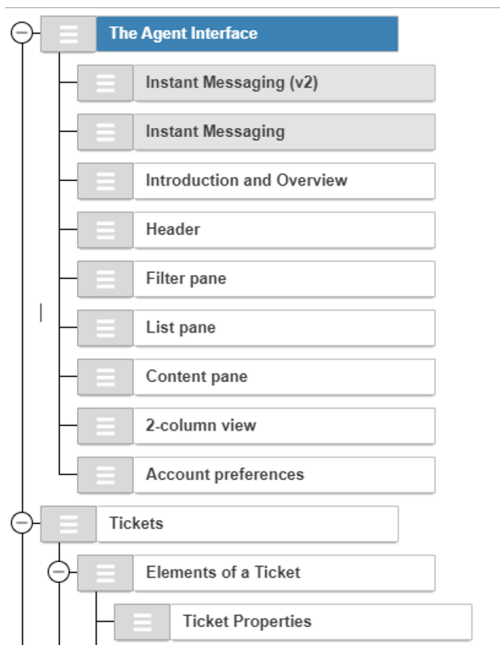 The Agent Interface
Instant Messaging (v2)
Instant Messaging
Introduction and Overview
Header
Filter pane
List pane
Content pane
2-column view
Account preferences
Tickets
Elements of a Ticket
Ticket Properties